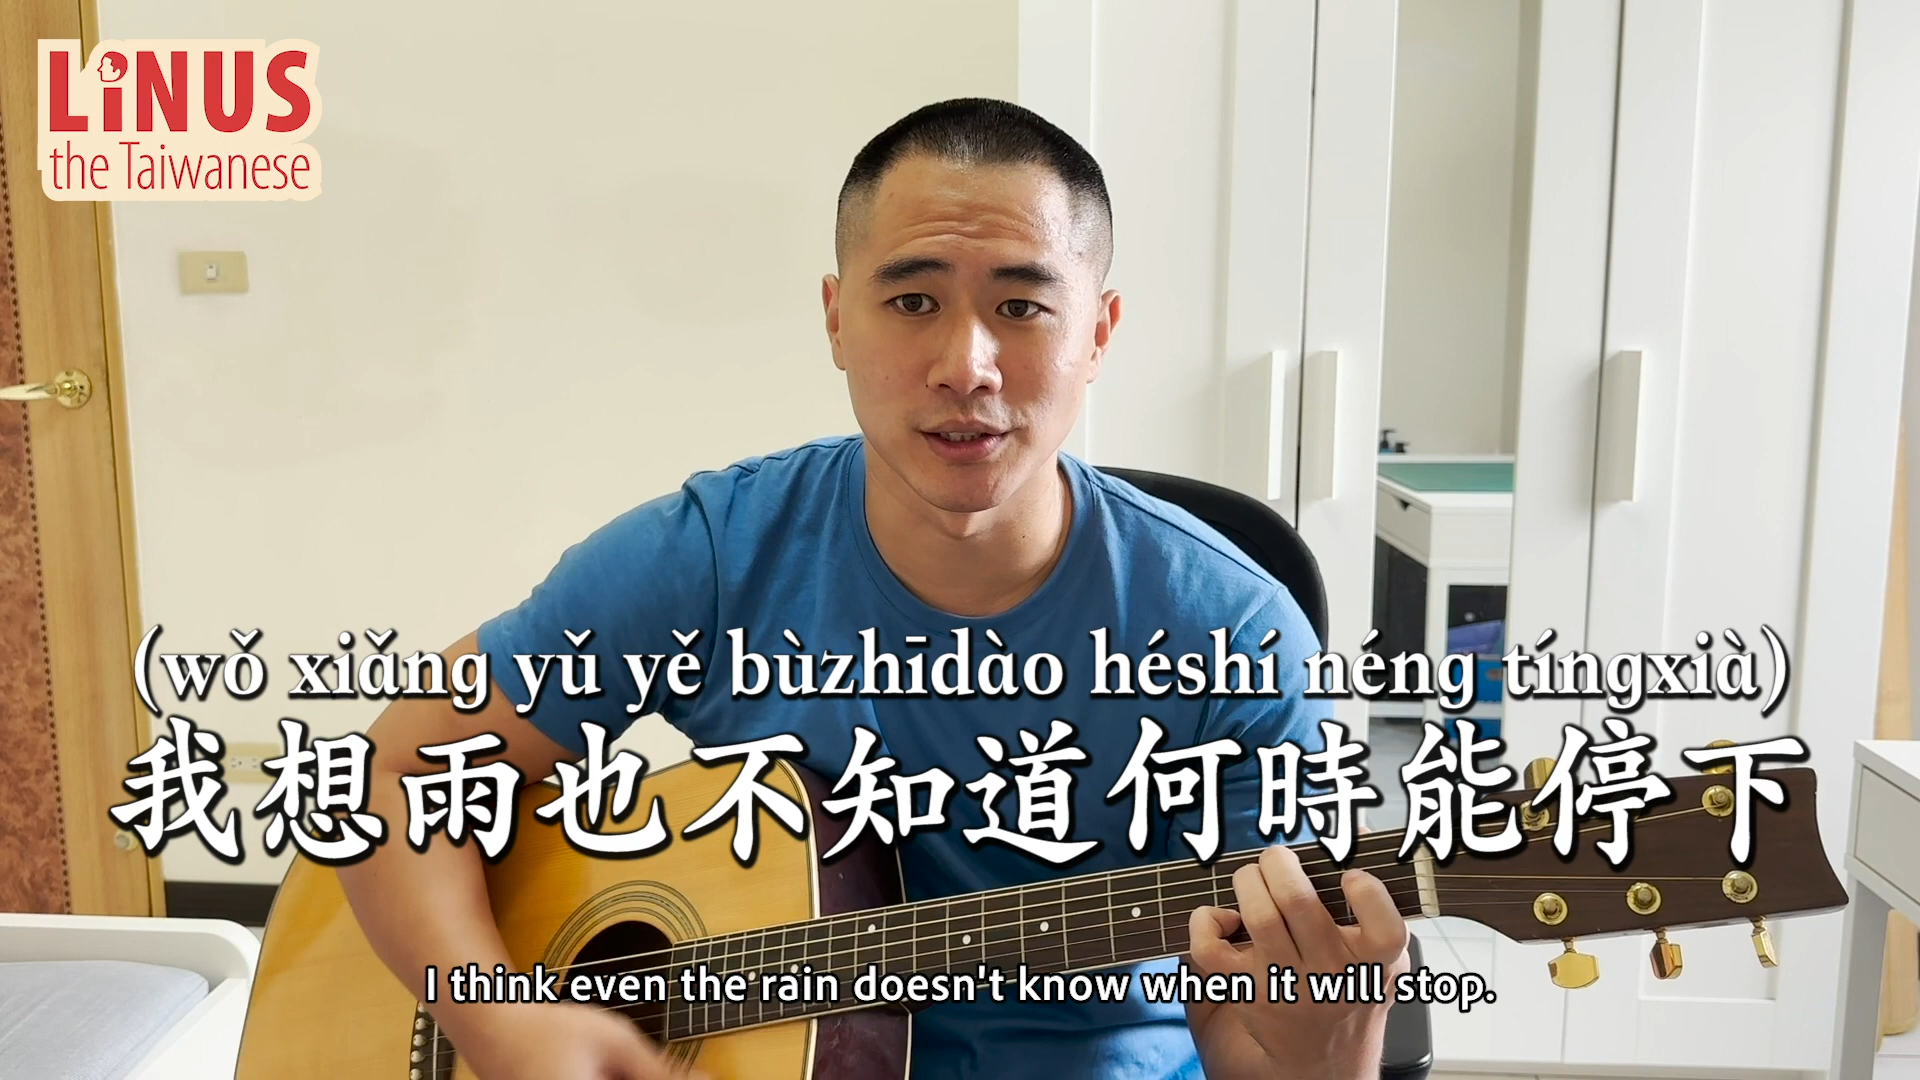 LiNUS
the Taiwanese
(wǒ xiǎng yǔ yě bùzhīdào héshí néng tíngxià)
我想雨也不知道何時能停下
I think even the rain doesn't know when it will stop.